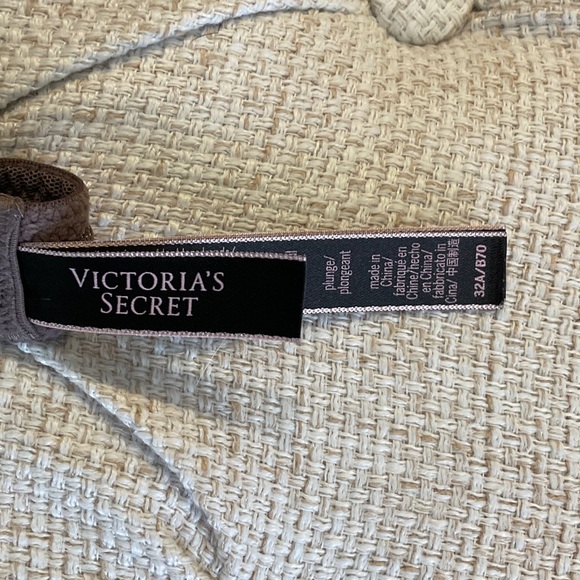 VICTORIA'S
SECRET
plunge/
plongeant
made in
China/
fabriqué en
Chine/hecho
en China/
fabbricato in
Cina/ 中国制造
32A/B70